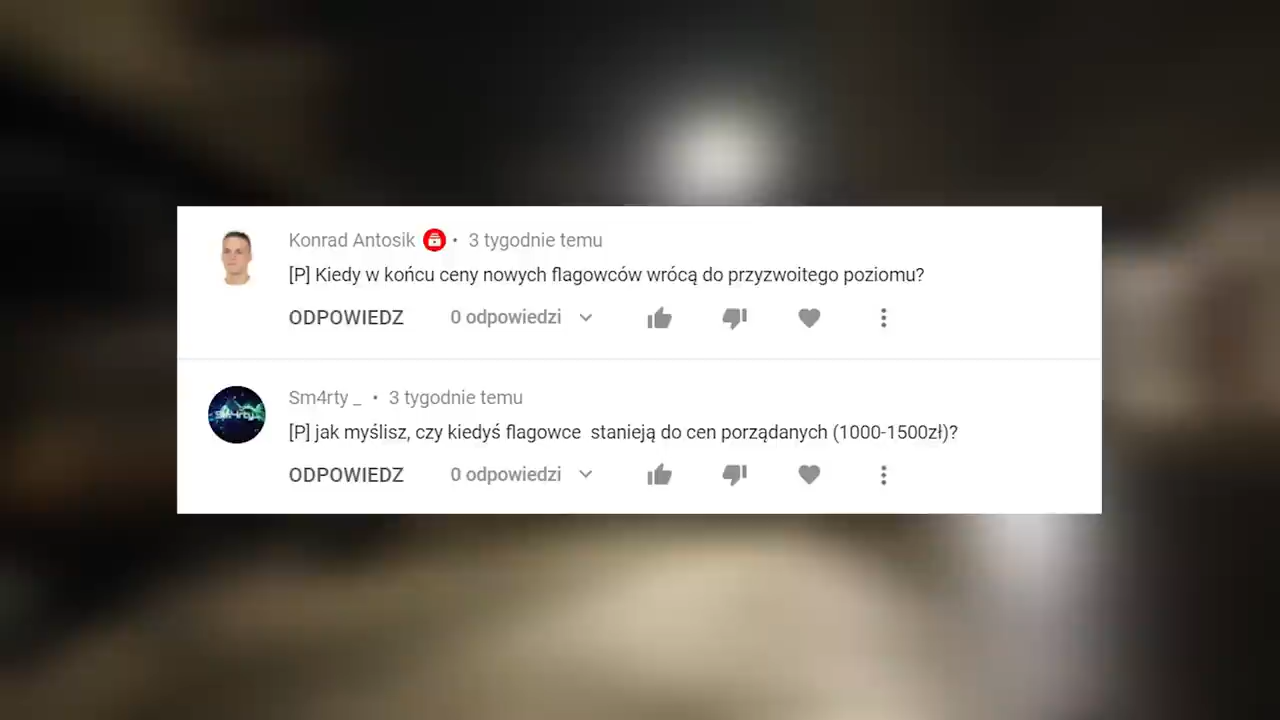 Konrad Antosik • 3 tygodnie temu
[P] Kiedy w końcu ceny nowych flagowców wrócą do przyzwoitego poziomu?
ODPOWIEDZ 0 odpowiedzi
Sm4rty _ • 3 tygodnie temu
[P] jak myślisz, czy kiedyś flagowce stanieją do cen porządanych (1000-1500zł)?
ODPOWIEDZ 0 odpowiedzi